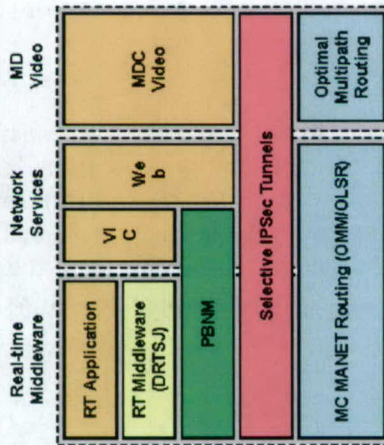 Real-time
Middleware
Network
Services
MD
Video
RT Application
VI
C
We
b
MDC
Video
RT Middleware
(DRTSJ)
PBNM
Selective IPSec Tunnels
MC MANET Routing (OMM/OLSR)
Optimal
Multipath
Routing